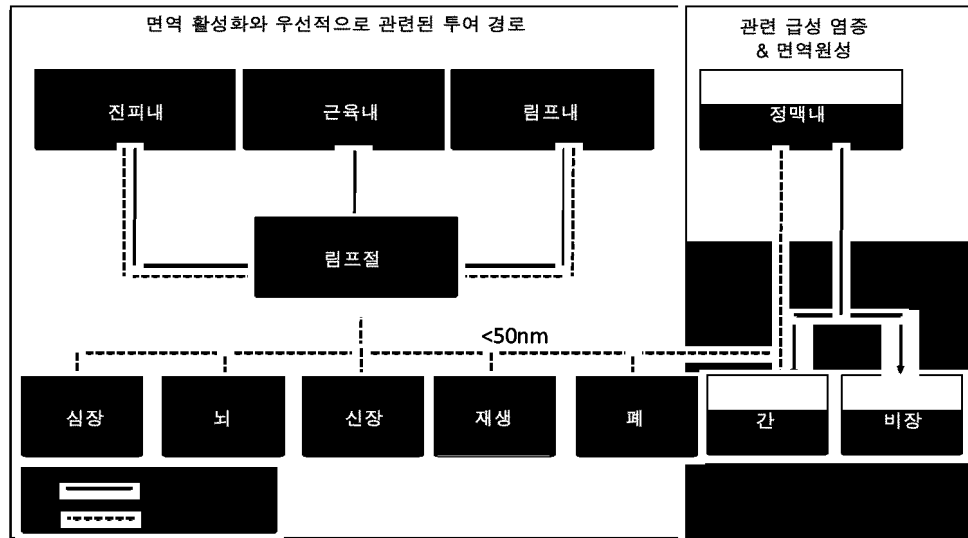 면역 활성화와 우선적으로 관련된 투여 경로
관련 급성 염증
& 면역원성
진피내
근육내
림프내
정맥내
림프절
<50nm
심장
뇌
신장
재생
폐
간
비장